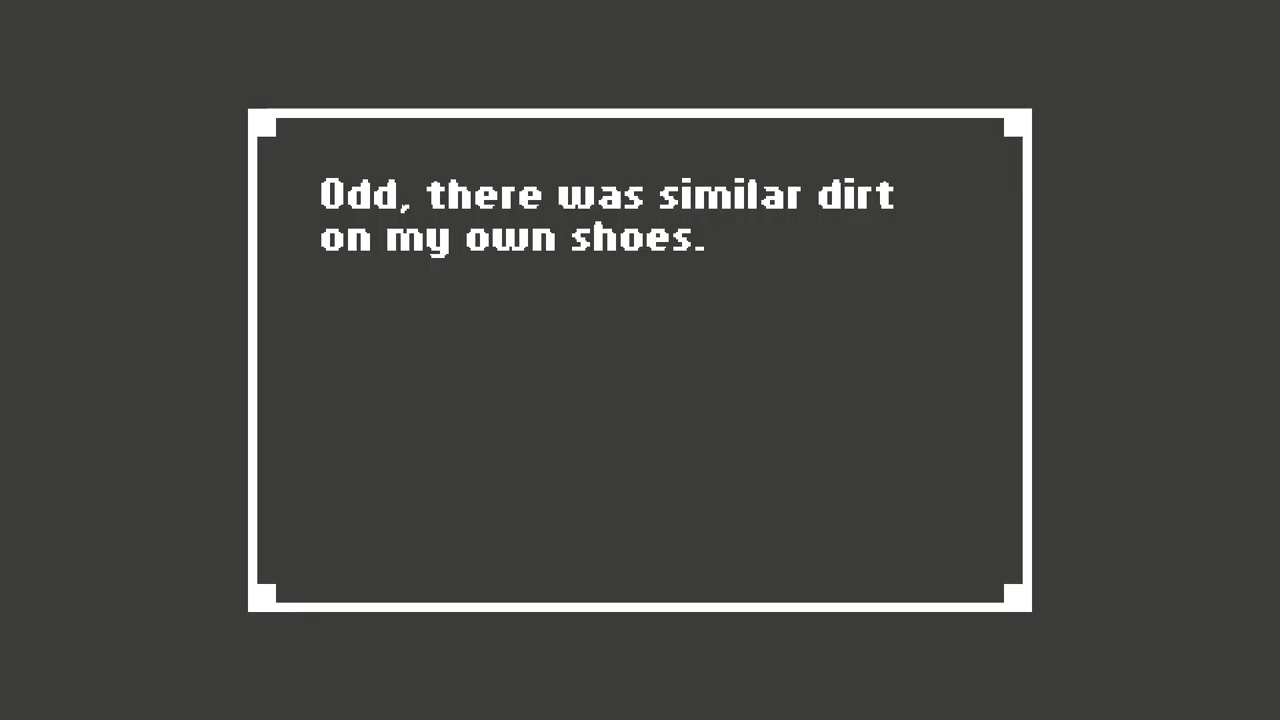 Odd, there was similar dirt
on my own shoes.